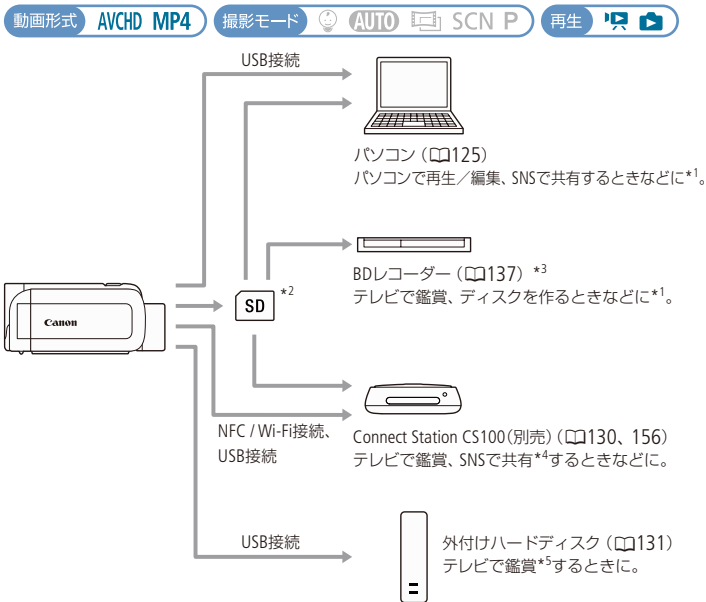 動画形式 AVCHD MP4 撮影モード AUTO SCN P 再生
USB接続
パソコン（125）
パソコンで再生／編集、SNSで共有するときなどに*1。
BDレコーダー（137）*3
テレビで鑑賞、ディスクを作るときなどに*1。
SD *2
Canon
NFC / Wi-Fi接続、
USB接続
Connect Station CS100（別売）（130、156）
テレビで鑑賞、SNSで共有*4するときなどに。
USB接続
外付けハードディスク（131）
テレビで鑑賞*5するときに。